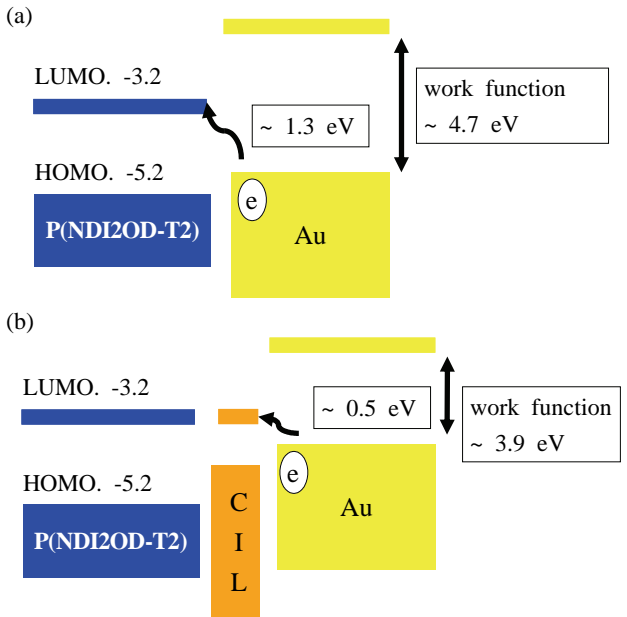 (a)
LUMO. -3.2
~ 1.3 eV
work function
~ 4.7 eV
HOMO. -5.2
P(NDI2OD-T2)
e
Au
(b)
LUMO. -3.2
~ 0.5 eV
work function
~ 3.9 eV
HOMO. -5.2
P(NDI2OD-T2)
C
I
L
e
Au